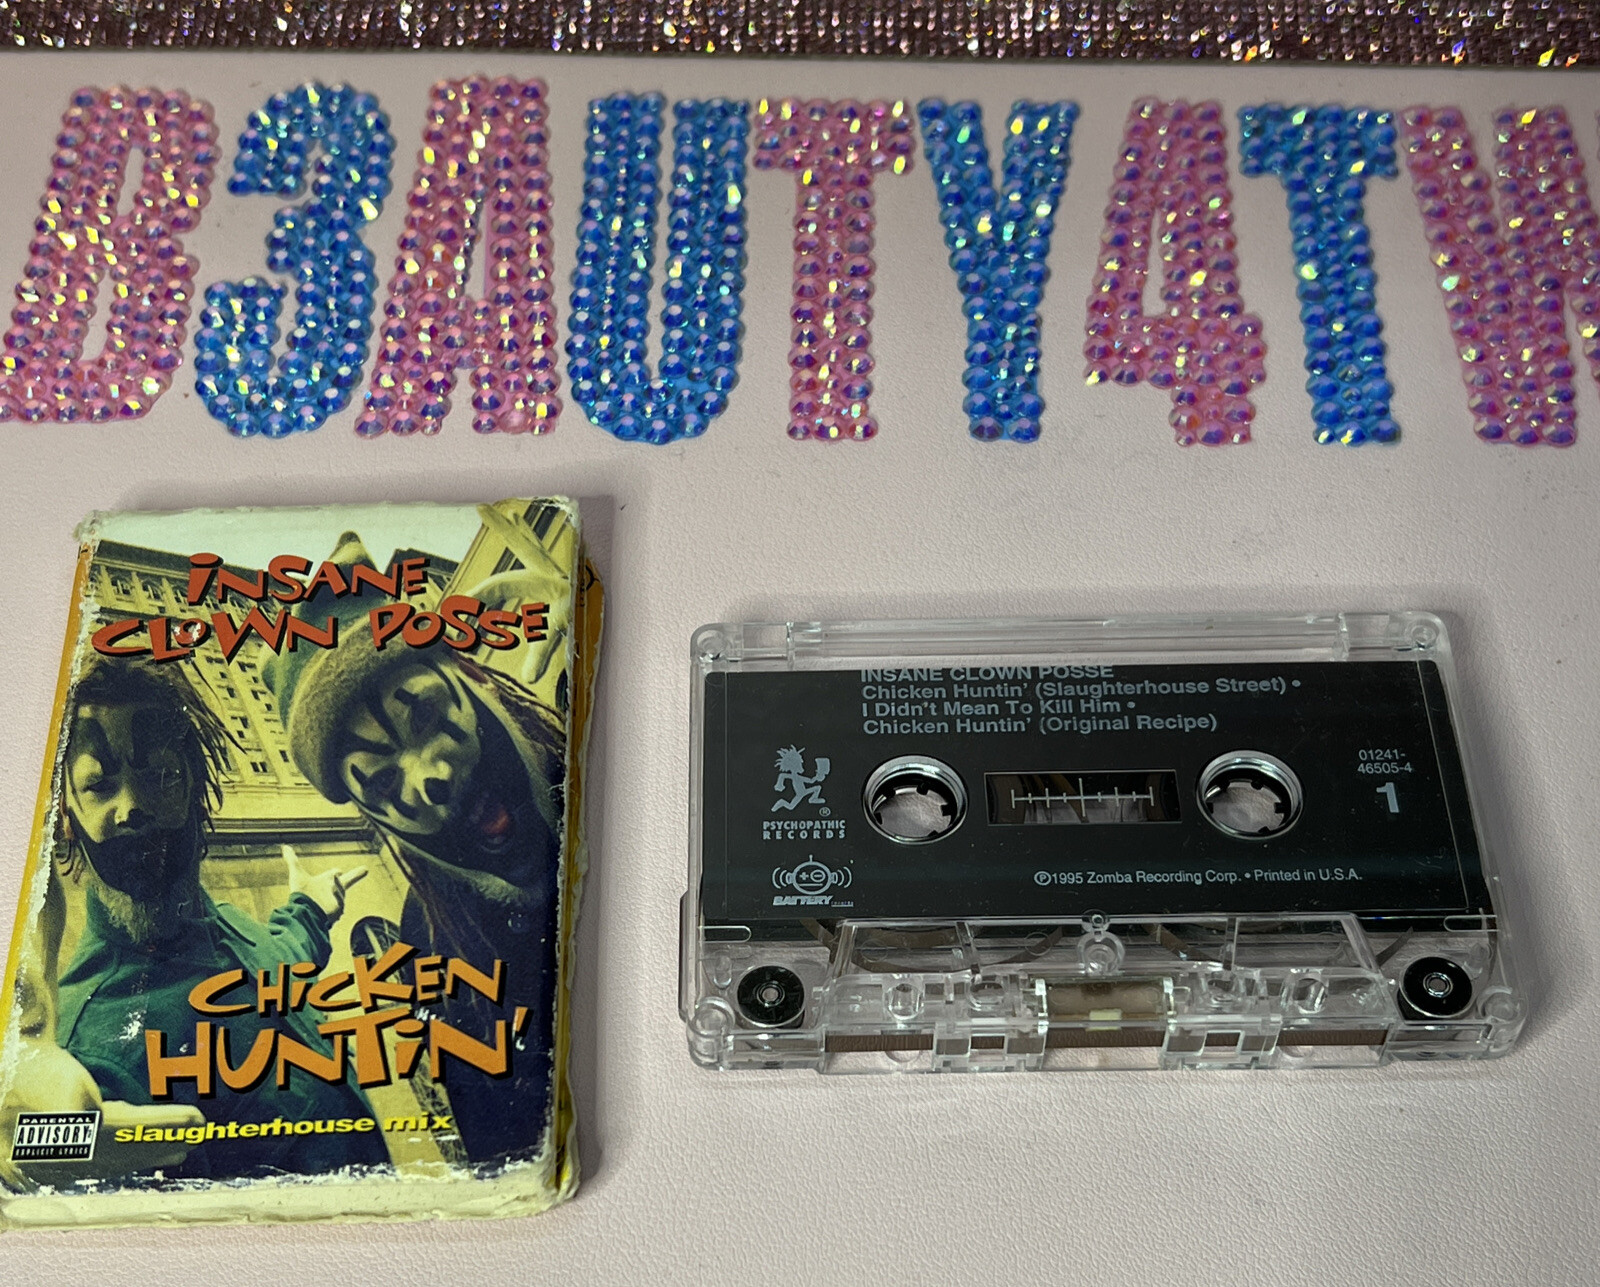 B3AUTY4TW
iNSANE
CLOWN POSSE
CHiCKEN
HUNTiN'
slaughterhouse mix
PARENTAL
ADVISORY
EXPLICIT LYRICS
INSANE CLOWN POSSE
Chicken Huntin' (Slaughterhouse Street) •
I Didn't Mean To Kill Him •
Chicken Huntin' (Original Recipe)
01241-
46505-4
1
®
PSYCHOPATHIC
RECORDS
BATTERY
℗1995 Zomba Recording Corp. • Printed in U.S.A.